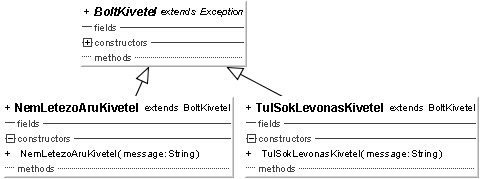 + BoltKivetel extends Exception
fields
constructors
methods
+ NemLetezoAruKivetel extends BoltKivetel
fields
constructors
+ NemLetezoAruKivetel( message: String)
methods
+ TulSokLevonasKivetel extends BoltKivetel
fields
constructors
+ TulSokLevonasKivetel( message: String)
methods